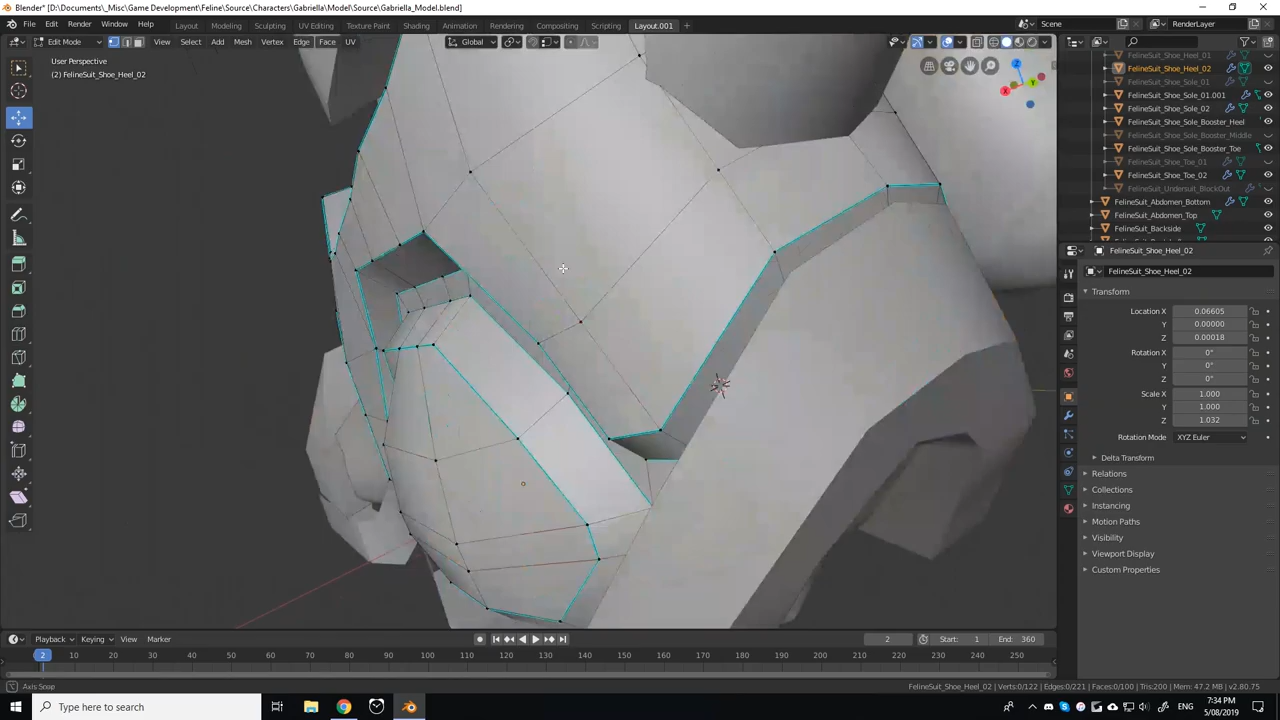 Blender* [D:\Documents\_Misc\Game Development\Feline\Source\Characters\Gabriella\Model\Source\Gabriella_Model.blend]
File Edit Render Window Help Layout Modeling Sculpting UV Editing Texture Paint Shading Animation Rendering Compositing Scripting Layout.001 + Scene RenderLayer
Edit Mode View Select Add Mesh Vertex Edge Face UV Global
User Perspective
(2) FelineSuit_Shoe_Heel_02
FelineSuit_Shoe_Heel_01
FelineSuit_Shoe_Heel_02
FelineSuit_Shoe_Sole_01
FelineSuit_Shoe_Sole_01.001
FelineSuit_Shoe_Sole_02
FelineSuit_Shoe_Sole_Booster_Heel
FelineSuit_Shoe_Sole_Booster_Middle
FelineSuit_Shoe_Sole_Booster_Toe
FelineSuit_Shoe_Toe_01
FelineSuit_Shoe_Toe_02
FelineSuit_Undersuit_BlockOut
FelineSuit_Abdomen_Bottom
FelineSuit_Abdomen_Top
FelineSuit_Backside
FelineSuit_Shoe_Heel_02
FelineSuit_Shoe_Heel_02
Transform
Location X 0.06605
Y 0.00000
Z 0.00018
Rotation X 0°
Y 0°
Z 0°
Scale X 1.000
Y 1.000
Z 1.032
Rotation Mode XYZ Euler
Delta Transform
Relations
Collections
Instancing
Motion Paths
Visibility
Viewport Display
Custom Properties
Playback Keying View Marker 2 Start: 1 End: 360
2 10 20 30 40 50 60 70 80 90 100 110 120 130 140 150 160 170 180 190 200 210 220 230 240 250
Axis Snap FelineSuit_Shoe_Heel_02 | Verts:0/122 | Edges:0/221 | Faces:0/100 | Tris:200 | Mem: 47.2 MB | v2.80.75
Type here to search ENG 7:34 PM
5/08/2019